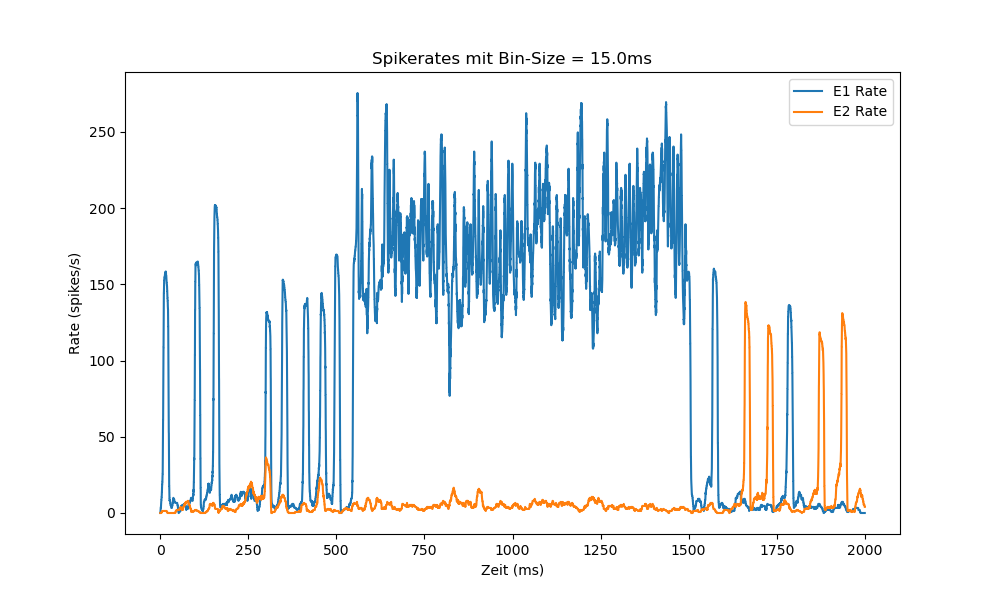 Spikerates mit Bin-Size = 15.0ms
E1 Rate
E2 Rate
250
200
150
100
50
0
Rate (spikes/s)
0 250 500 750 1000 1250 1500 1750 2000
Zeit (ms)